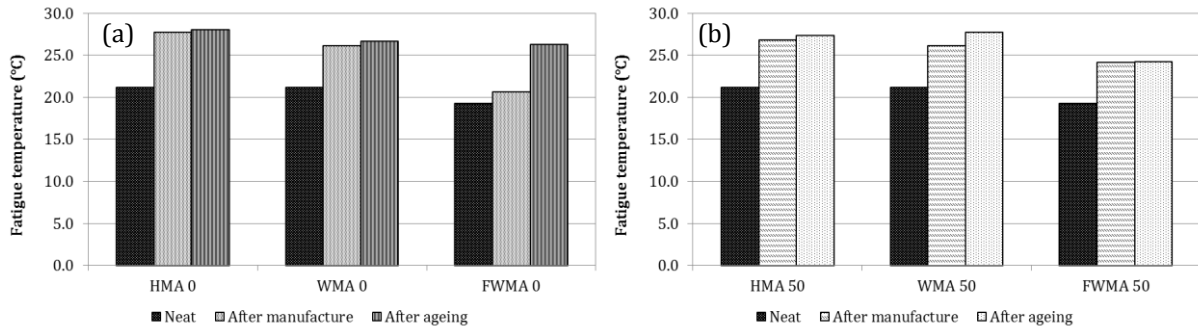 (a)
Fatigue temperature (°C)
30.0
25.0
20.0
15.0
10.0
5.0
0.0
HMA 0 WMA 0 FWMA 0
Neat After manufacture After ageing
(b)
Fatigue temperature (°C)
30.0
25.0
20.0
15.0
10.0
5.0
0.0
HMA 50 WMA 50 FWMA 50
Neat After manufacture After ageing